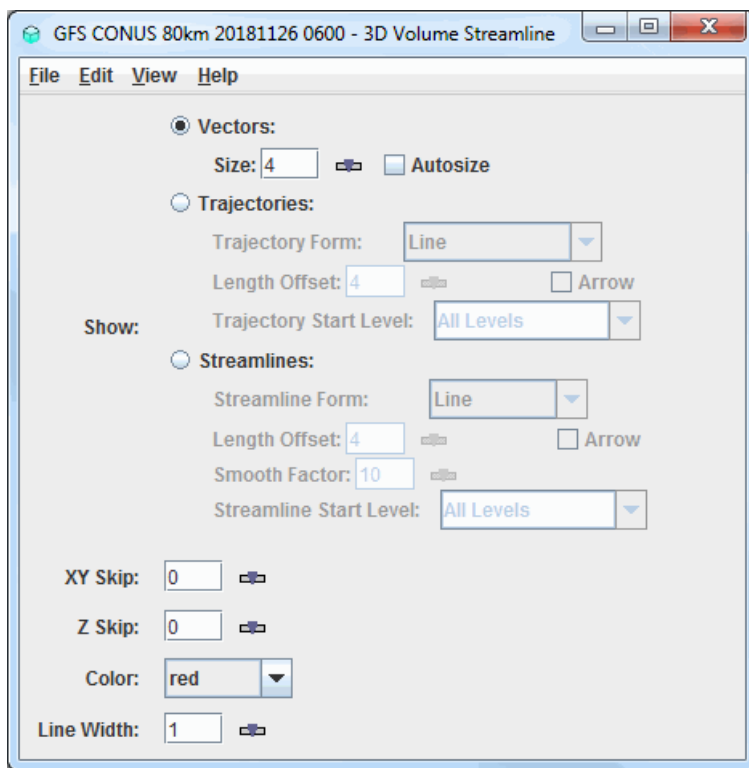 GFS CONUS 80km 20181126 0600 - 3D Volume Streamline
File Edit View Help
Vectors:
Size: 4 Autosize
Trajectories:
Trajectory Form: Line
Length Offset: 4 Arrow
Show:
Trajectory Start Level: All Levels
Streamlines:
Streamline Form: Line
Length Offset: 4 Arrow
Smooth Factor: 10
Streamline Start Level: All Levels
XY Skip: 0
Z Skip: 0
Color: red
Line Width: 1